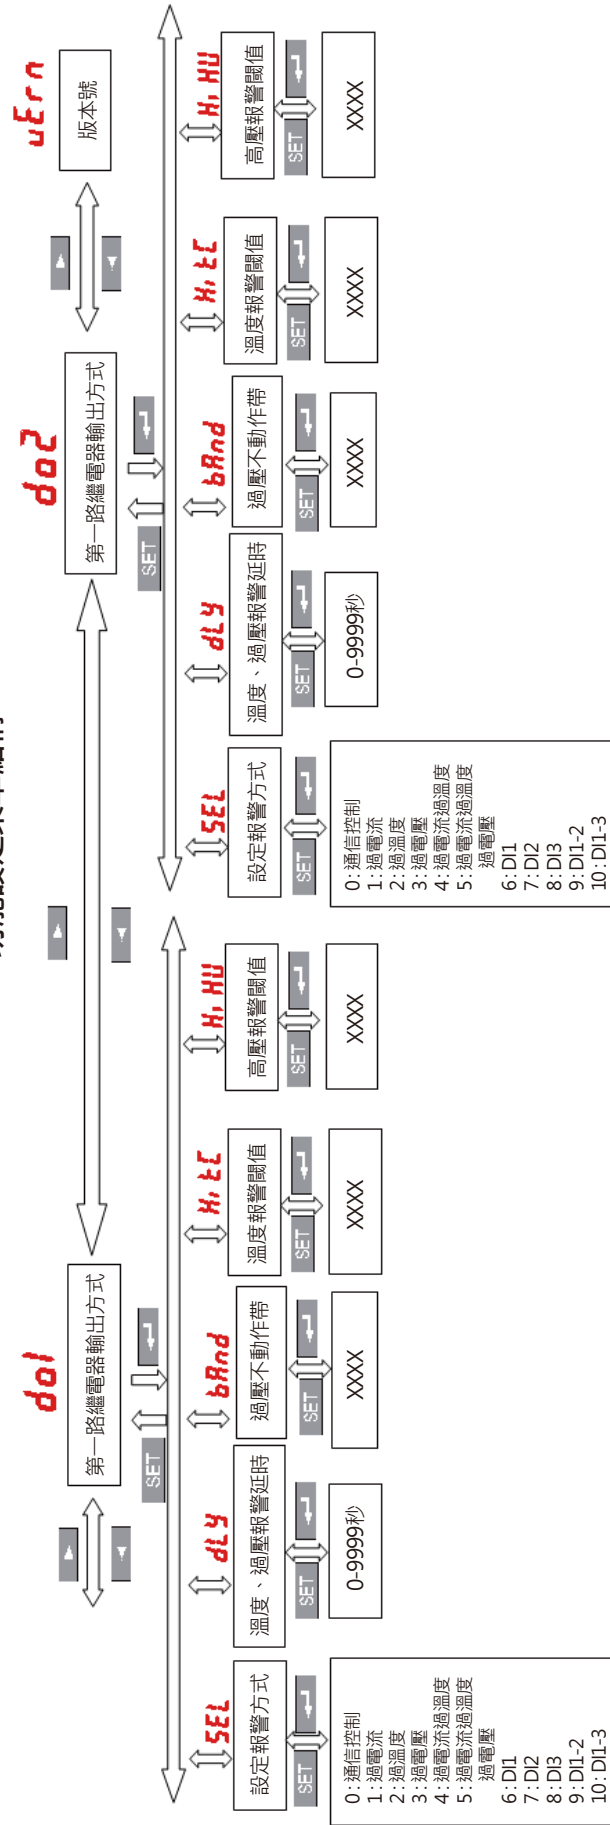 do1
第一路繼電器輸出方式
SET
SEL
設定報警方式
SET
0:通信控制
1:過電流
2:過溫度
3:過電壓
4:過電流過溫度
5:過電流過溫度
過電壓
6:DI1
7:DI2
8:DI3
9:DI1-2
10:DI1-3
dLY
溫度、過壓報警延時
SET
0-9999秒
bAnd
過壓不動作帶
SET
XXXX
Hi tC
溫度報警閾值
SET
XXXX
Hi HU
高壓報警閾值
SET
XXXX
do2
第一路繼電器輸出方式
SET
SEL
設定報警方式
SET
0:通信控制
1:過電流
2:過溫度
3:過電壓
4:過電流過溫度
5:過電流過溫度
過電壓
6:DI1
7:DI2
8:DI3
9:DI1-2
10:DI1-3
dLY
溫度、過壓報警延時
SET
0-9999秒
bAnd
過壓不動作帶
SET
XXXX
Hi tC
溫度報警閾值
SET
XXXX
Hi HU
高壓報警閾值
SET
XXXX
vErn
版本號